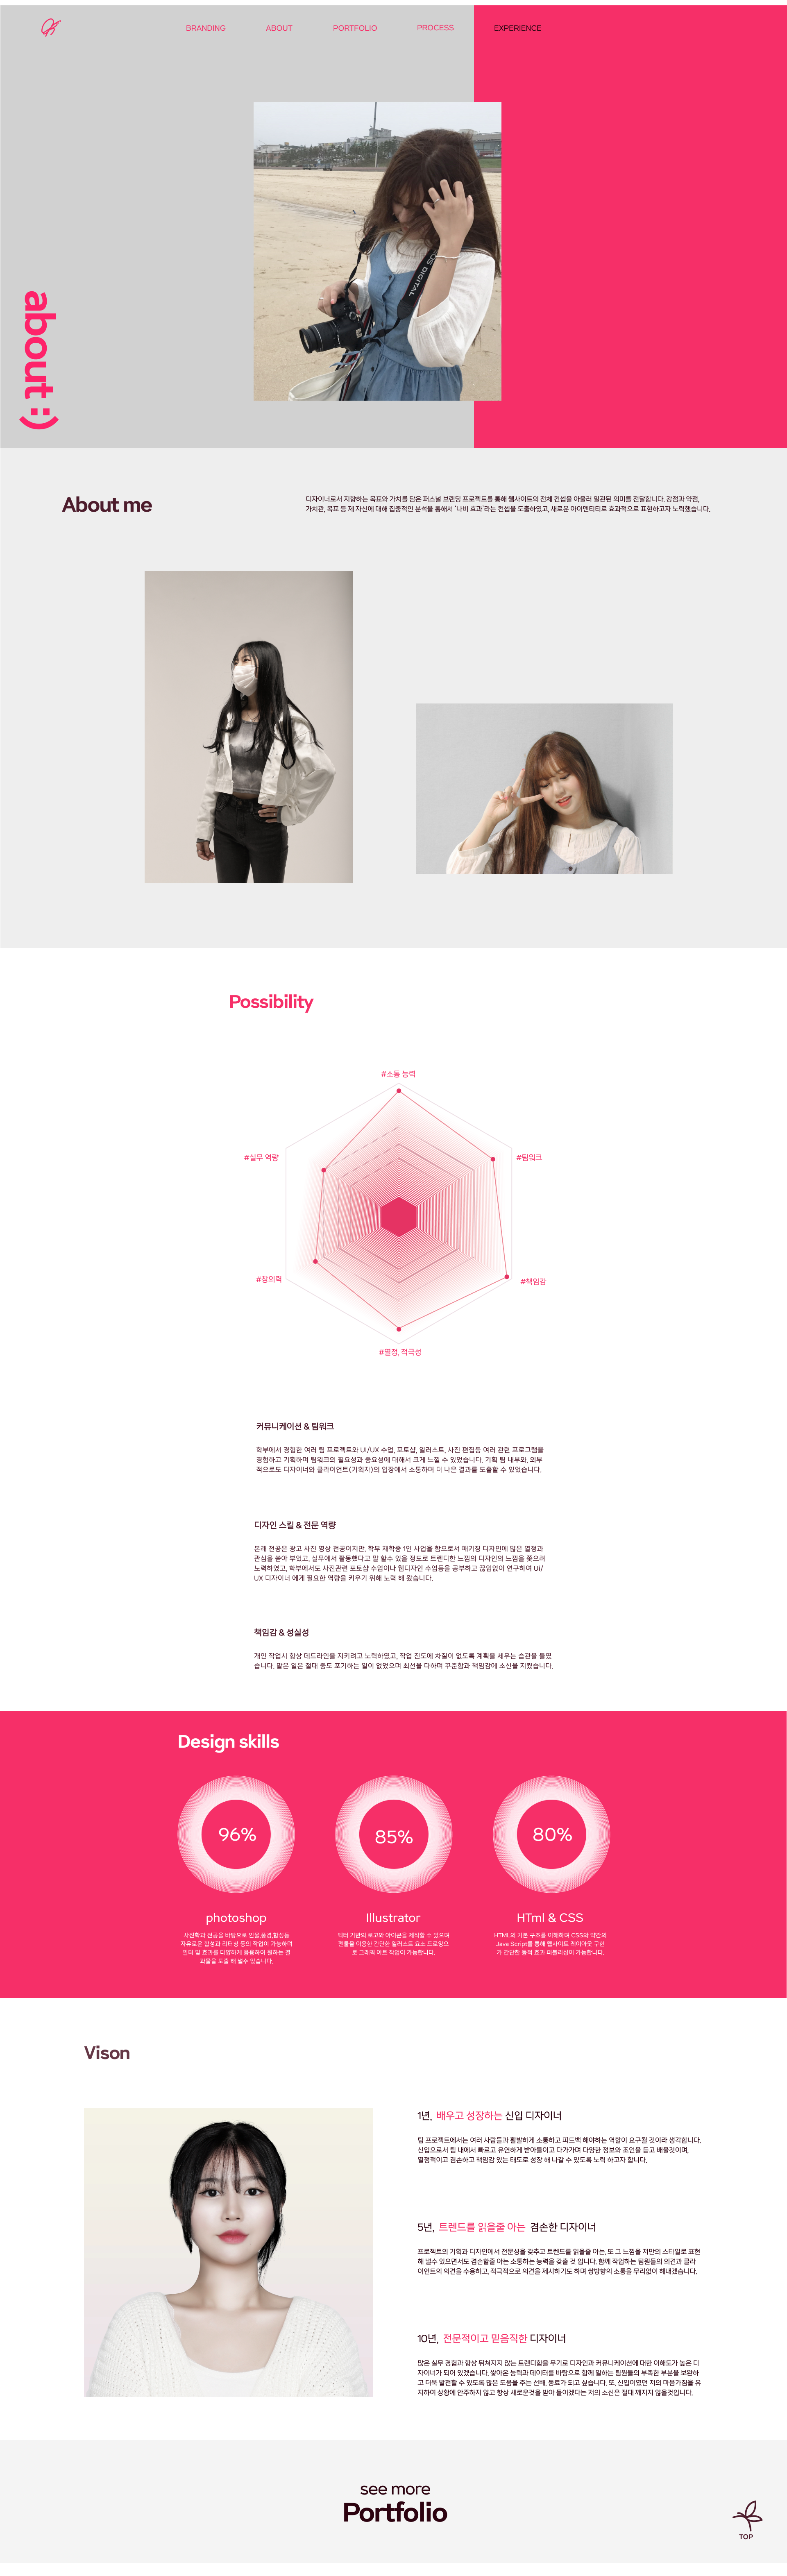 BRANDING ABOUT PORTFOLIO PROCESS EXPERIENCE
US DIGITAL
about :)
About me
디자이너로서 지향하는 목표와 가치를 담은 퍼스널 브랜딩 프로젝트를 통해 웹사이트의 전체 컨셉을 아울러 일관된 의미를 전달합니다. 강점과 약점,
가치관, 목표 등 제 자신에 대해 집중적인 분석을 통해서 '나비 효과'라는 컨셉을 도출하였고, 새로운 아이덴티티로 효과적으로 표현하고자 노력했습니다.
Possibility
#소통 능력
#실무 역량
#팀워크
#창의력
#책임감
#열정, 적극성
커뮤니케이션 & 팀워크
학부에서 경험한 여러 팀 프로젝트와 UI/UX 수업, 포토샵, 일러스트, 사진 편집등 여러 관련 프로그램을
경험하고 기획하며 팀워크의 필요성과 중요성에 대해서 크게 느낄 수 있었습니다. 기획 팀 내부와, 외부
적으로도 디자이너와 클라이언트(기획자)의 입장에서 소통하며 더 나은 결과를 도출할 수 있었습니다.
디자인 스킬 & 전문 역량
본래 전공은 광고 사진 영상 전공이지만, 학부 재학중 1인 사업을 함으로서 패키징 디자인에 많은 열정과
관심을 쏟아 부었고, 실무에서 활동했다고 말 할수 있을 정도로 트렌디한 느낌의 디자인의 느낌을 쫓으려
노력하였고, 학부에서도 사진관련 포토샵 수업이나 웹디자인 수업등을 공부하고 끊임없이 연구하여 Ui/
UX 디자이너 에게 필요한 역량을 키우기 위해 노력 해 왔습니다.
책임감 & 성실성
개인 작업시 항상 데드라인을 지키려고 노력하였고, 작업 진도에 차질이 없도록 계획을 세우는 습관을 들였
습니다. 맡은 일은 절대 중도 포기하는 일이 없었으며 최선을 다하며 꾸준함과 책임감에 소신을 지켰습니다.
Design skills
96% 85% 80%
photoshop Illustrator HTml & CSS
사진학과 전공을 바탕으로 인물,풍경,합성등
자유로운 합성과 리터칭 등의 작업이 가능하며
필터 및 효과를 다양하게 응용하여 원하는 결
과물을 도출 해 낼수 있습니다.
벡터 기반의 로고와 아이콘을 제작할 수 있으며
펜툴을 이용한 간단한 일러스트 요소 드로잉으
로 그래픽 아트 작업이 가능합니다.
HTML의 기본 구조를 이해하며 CSS와 약간의
Java Script를 통해 웹사이트 레이아웃 구현
가 간단한 동적 효과 퍼블리싱이 가능합니다.
Vison
1년, 배우고 성장하는 신입 디자이너
팀 프로젝트에서는 여러 사람들과 활발하게 소통하고 피드백 해야하는 역할이 요구될 것이라 생각합니다.
신입으로서 팀 내에서 빠르고 유연하게 받아들이고 다가가며 다양한 정보와 조언을 듣고 배울것이며,
열정적이고 겸손하고 책임감 있는 태도로 성장 해 나갈 수 있도록 노력 하고자 합니다.
5년, 트렌드를 읽을줄 아는 겸손한 디자이너
프로젝트의 기획과 디자인에서 전문성을 갖추고 트렌드를 읽을줄 아는, 또 그 느낌을 저만의 스타일로 표현
해 낼수 있으면서도 겸손할줄 아는 소통하는 능력을 갖출 것 입니다. 함께 작업하는 팀원들의 의견과 클라
이언트의 의견을 수용하고, 적극적으로 의견을 제시하기도 하며 쌍방향의 소통을 무리없이 해내겠습니다.
10년, 전문적이고 믿음직한 디자이너
많은 실무 경험과 항상 뒤쳐지지 않는 트렌디함을 무기로 디자인과 커뮤니케이션에 대한 이해도가 높은 디
자이너가 되어 있겠습니다. 쌓아온 능력과 데이터를 바탕으로 함께 일하는 팀원들의 부족한 부분을 보완하
고 더욱 발전할 수 있도록 많은 도움을 주는 선배, 동료가 되고 싶습니다. 또, 신입이였던 저의 마음가짐을 유
지하며 상황에 안주하지 않고 항상 새로운것을 받아 들이겠다는 저의 소신은 절대 깨지지 않을것입니다.
see more
Portfolio
TOP